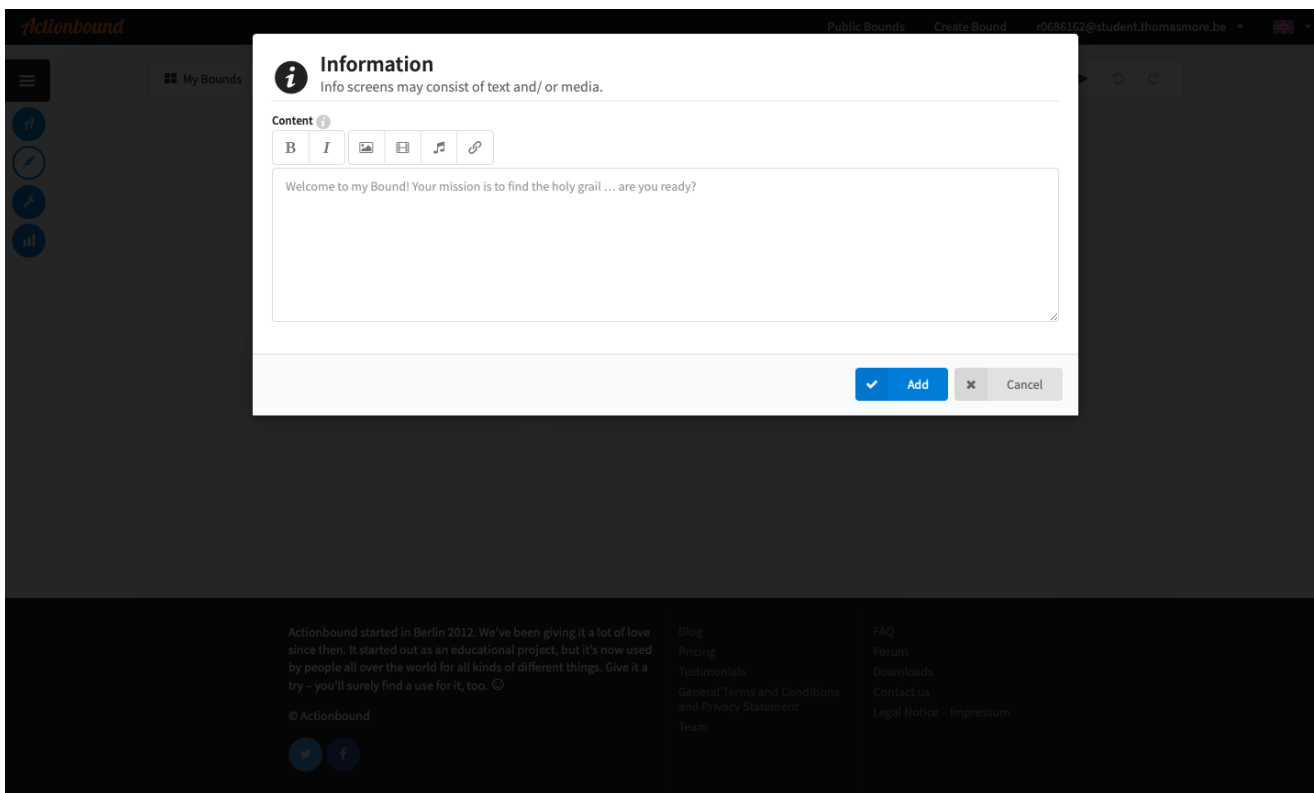 Actionbound
Public Bounds Create Bound r0686162@student.thomasmore.be
My Bounds
Information
Info screens may consist of text and/ or media.
Content
B I
Welcome to my Bound! Your mission is to find the holy grail … are you ready?
Add Cancel
Actionbound started in Berlin 2012. We've been giving it a lot of love
since then. It started out as an educational project, but it's now used
by people all over the world for all kinds of different things. Give it a
try – you'll surely find a use for it, too.
© Actionbound
Blog
Pricing
Testimonials
General Terms and Conditions
and Privacy Statement
Team
FAQ
Forum
Downloads
Contact us
Legal Notice – Impressum